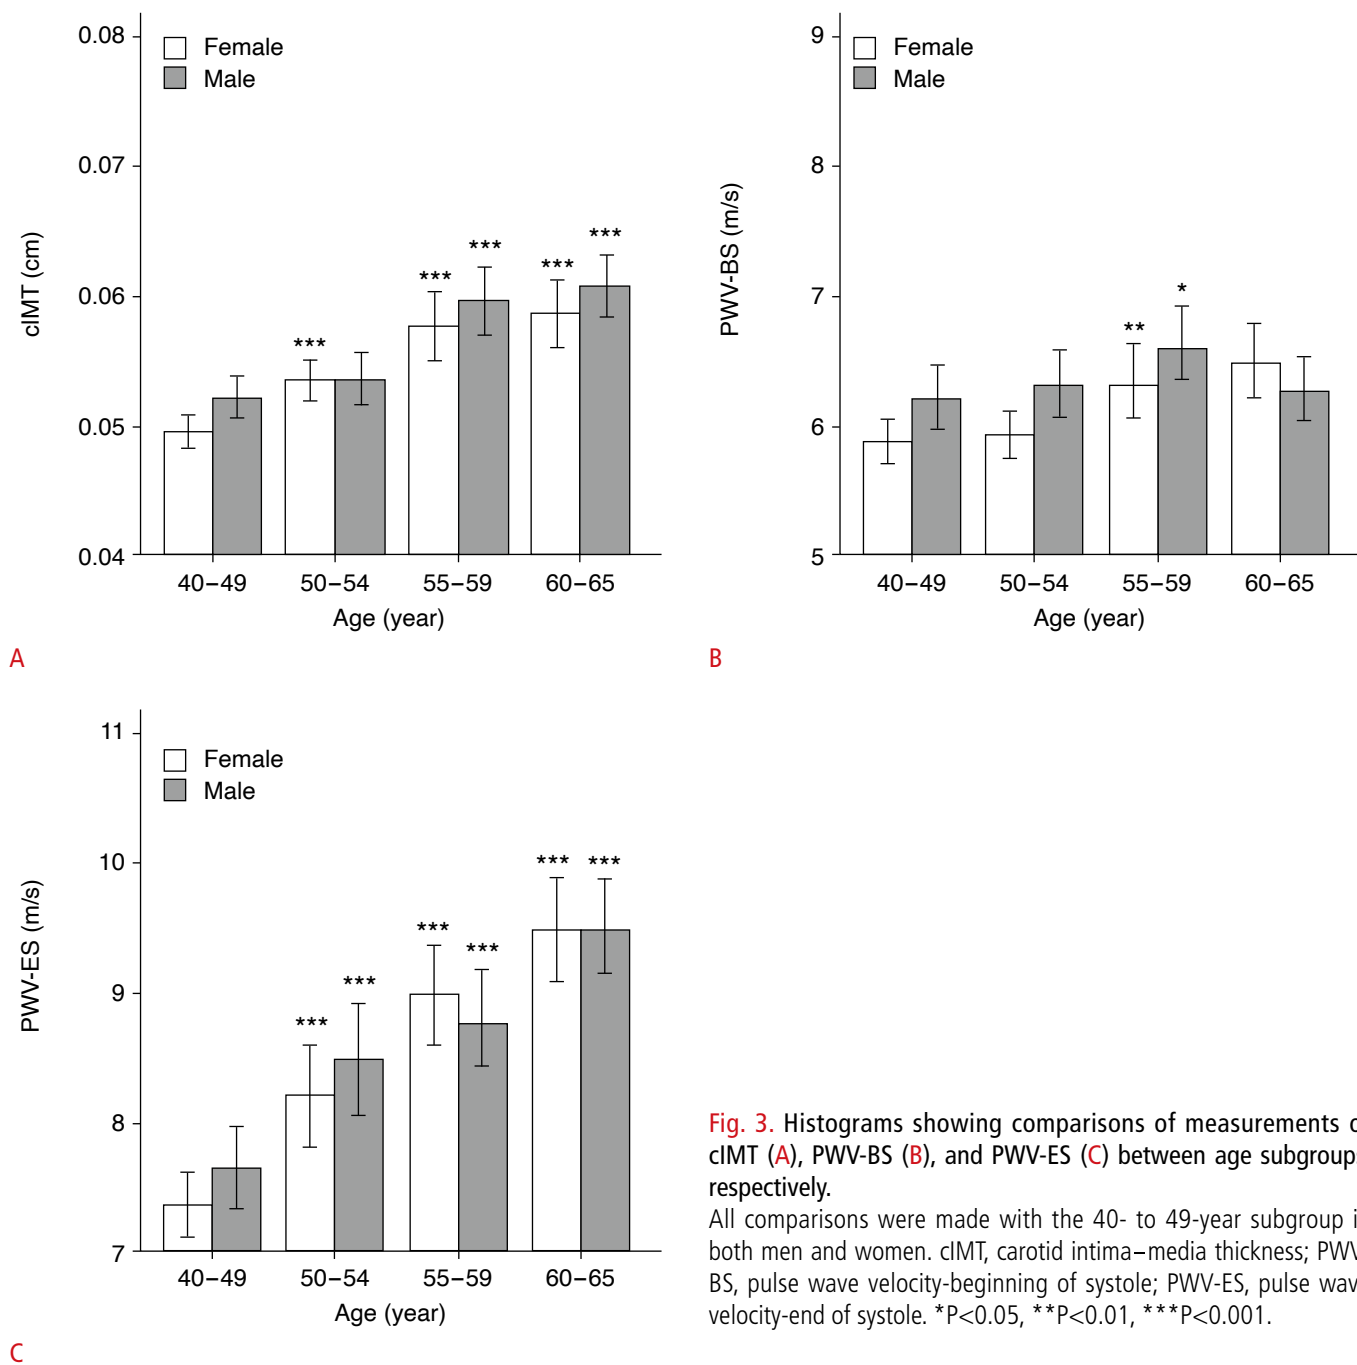 0.08
0.07
0.06
0.05
0.04
cIMT (cm)
Female
Male
***
***
***
***
***
40–49 50–54 55–59 60–65
Age (year)
A
9
8
7
6
5
PWV-BS (m/s)
Female
Male
**
*
40–49 50–54 55–59 60–65
Age (year)
B
11
10
9
8
7
PWV-ES (m/s)
Female
Male
***
***
***
***
***
***
40–49 50–54 55–59 60–65
Age (year)
C
Fig. 3. Histograms showing comparisons of measurements
cIMT (A), PWV-BS (B), and PWV-ES (C) between age subgroup
respectively.
All comparisons were made with the 40- to 49-year subgroup
both men and women. cIMT, carotid intima–media thickness; PWV
BS, pulse wave velocity-beginning of systole; PWV-ES, pulse wav
velocity-end of systole. *P<0.05, **P<0.01, ***P<0.001.